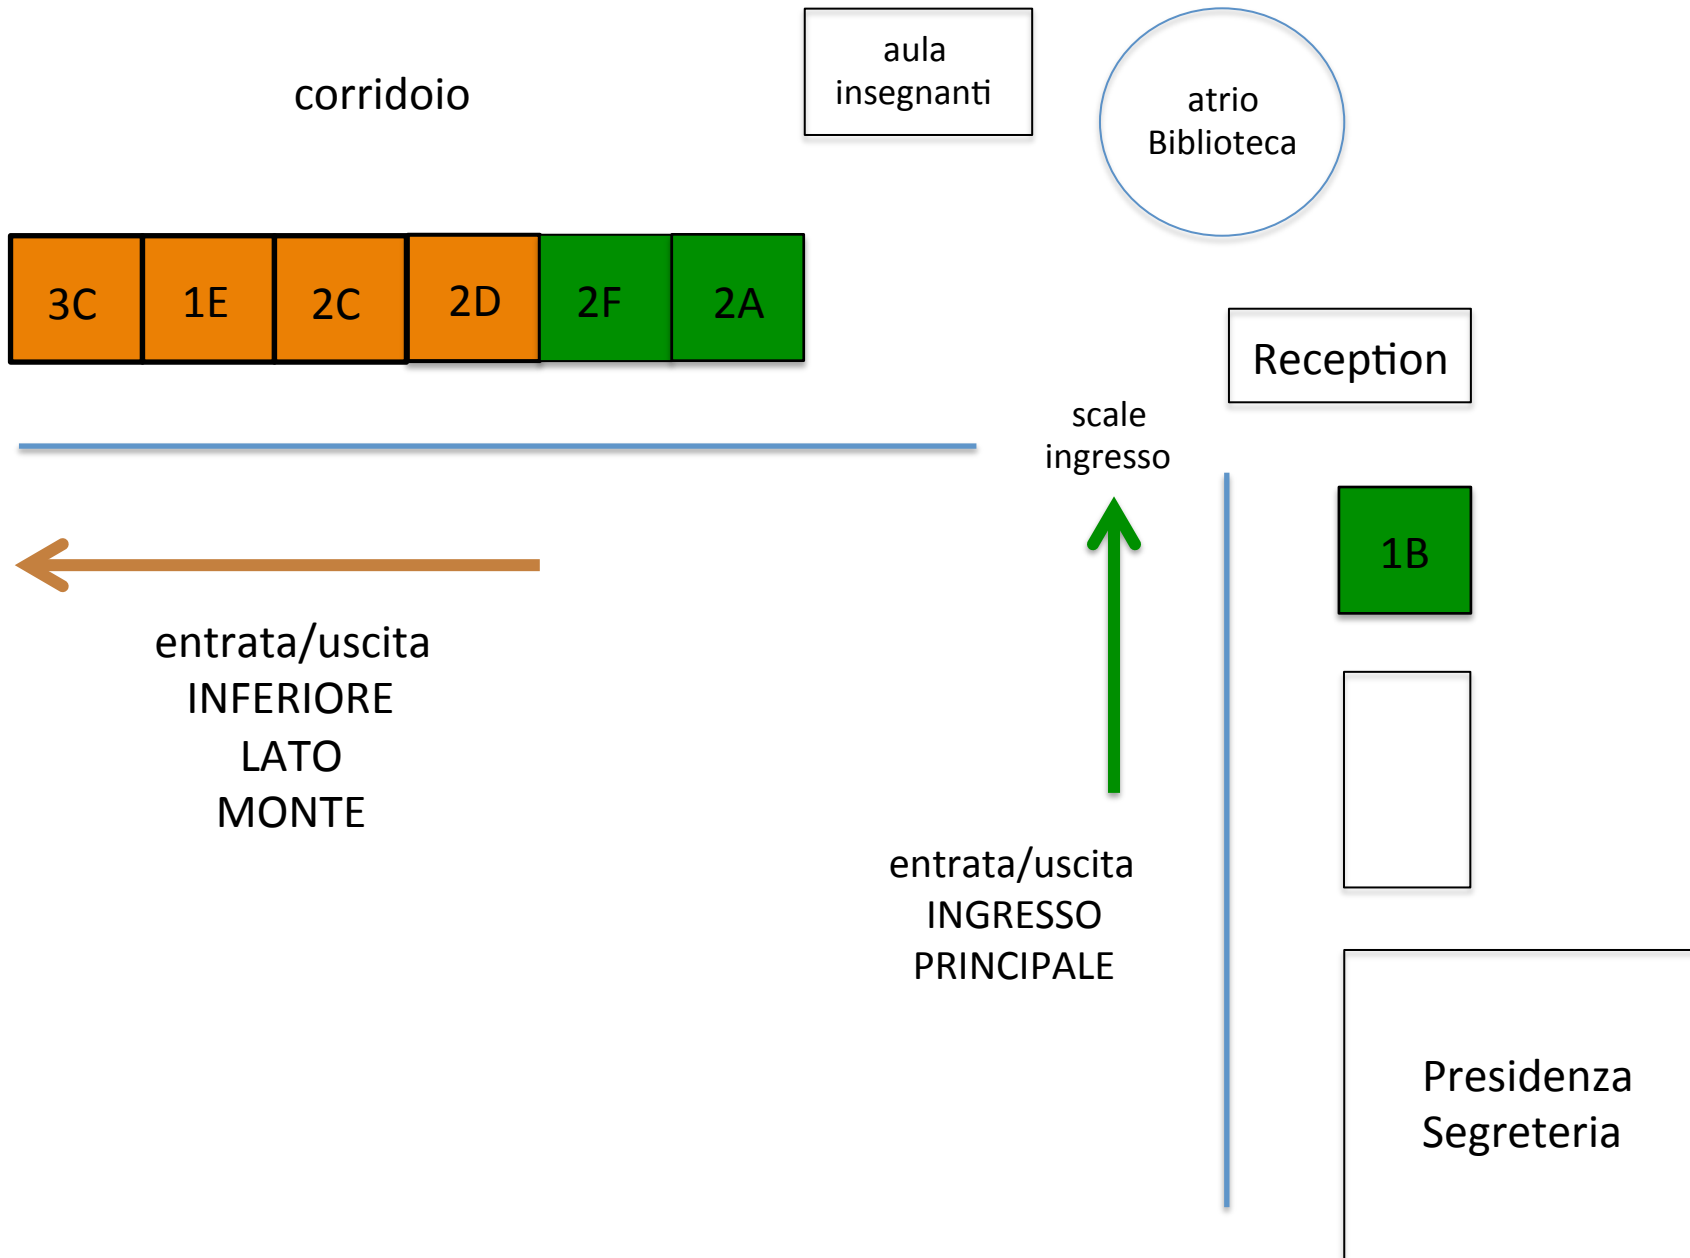 aula
insegnanti
corridoio
atrio
Biblioteca
3C 1E 2C 2D 2F 2A
Reception
scale
ingresso
1B
entrata/uscita
INFERIORE
LATO
MONTE
entrata/uscita
INGRESSO
PRINCIPALE
Presidenza
Segreteria